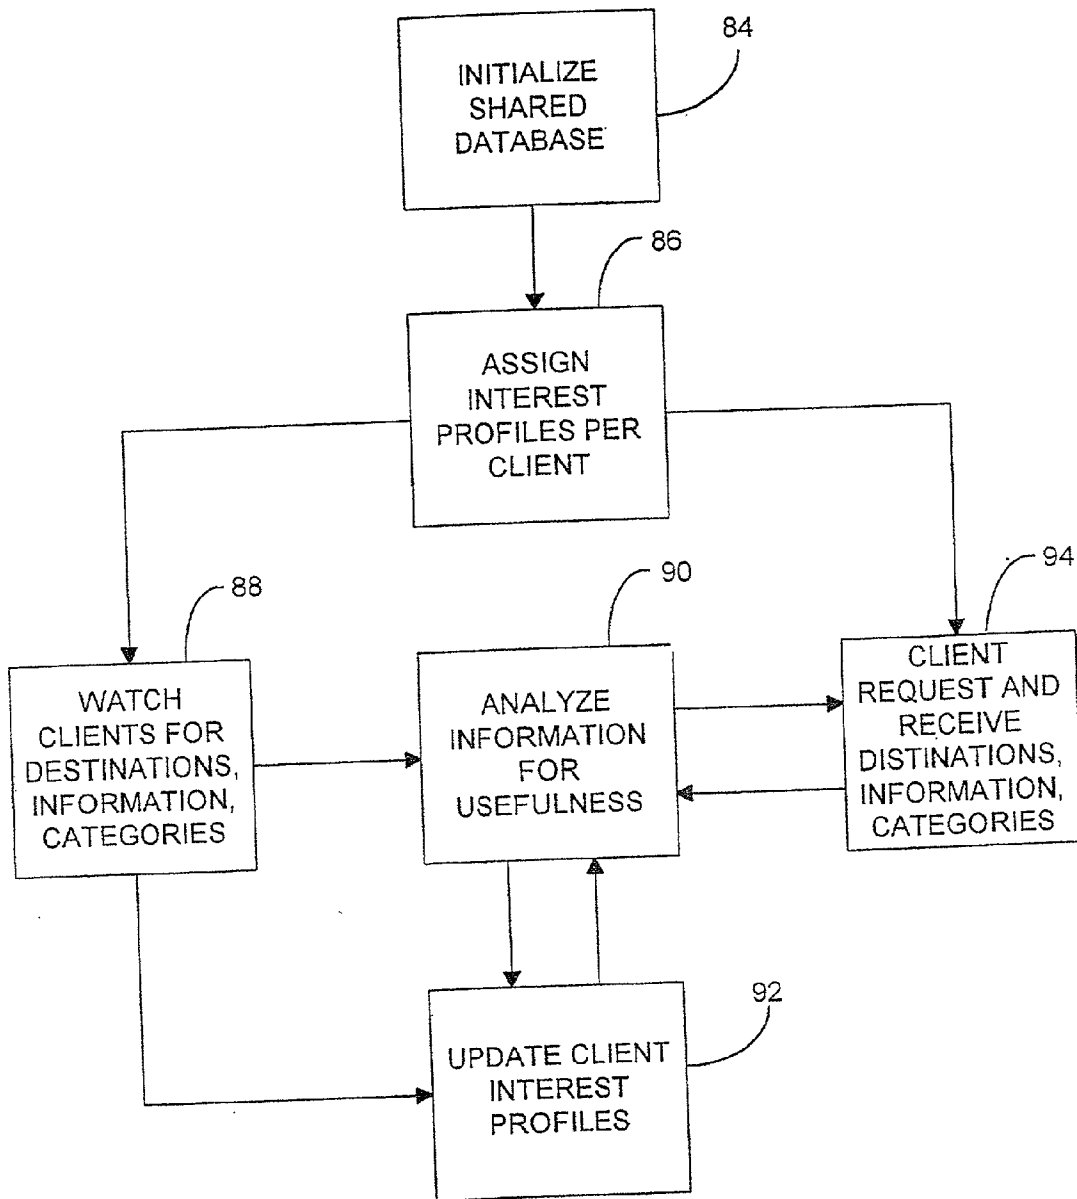 84
INITIALIZE
SHARED
DATABASE
86
ASSIGN
INTEREST
PROFILES PER
CLIENT
88
WATCH
CLIENTS FOR
DESTINATIONS,
INFORMATION,
CATEGORIES
90
ANALYZE
INFORMATION
FOR
USEFULNESS
94
CLIENT
REQUEST AND
RECEIVE
DISTINATIONS,
INFORMATION,
CATEGORIES
92
UPDATE CLIENT
INTEREST
PROFILES